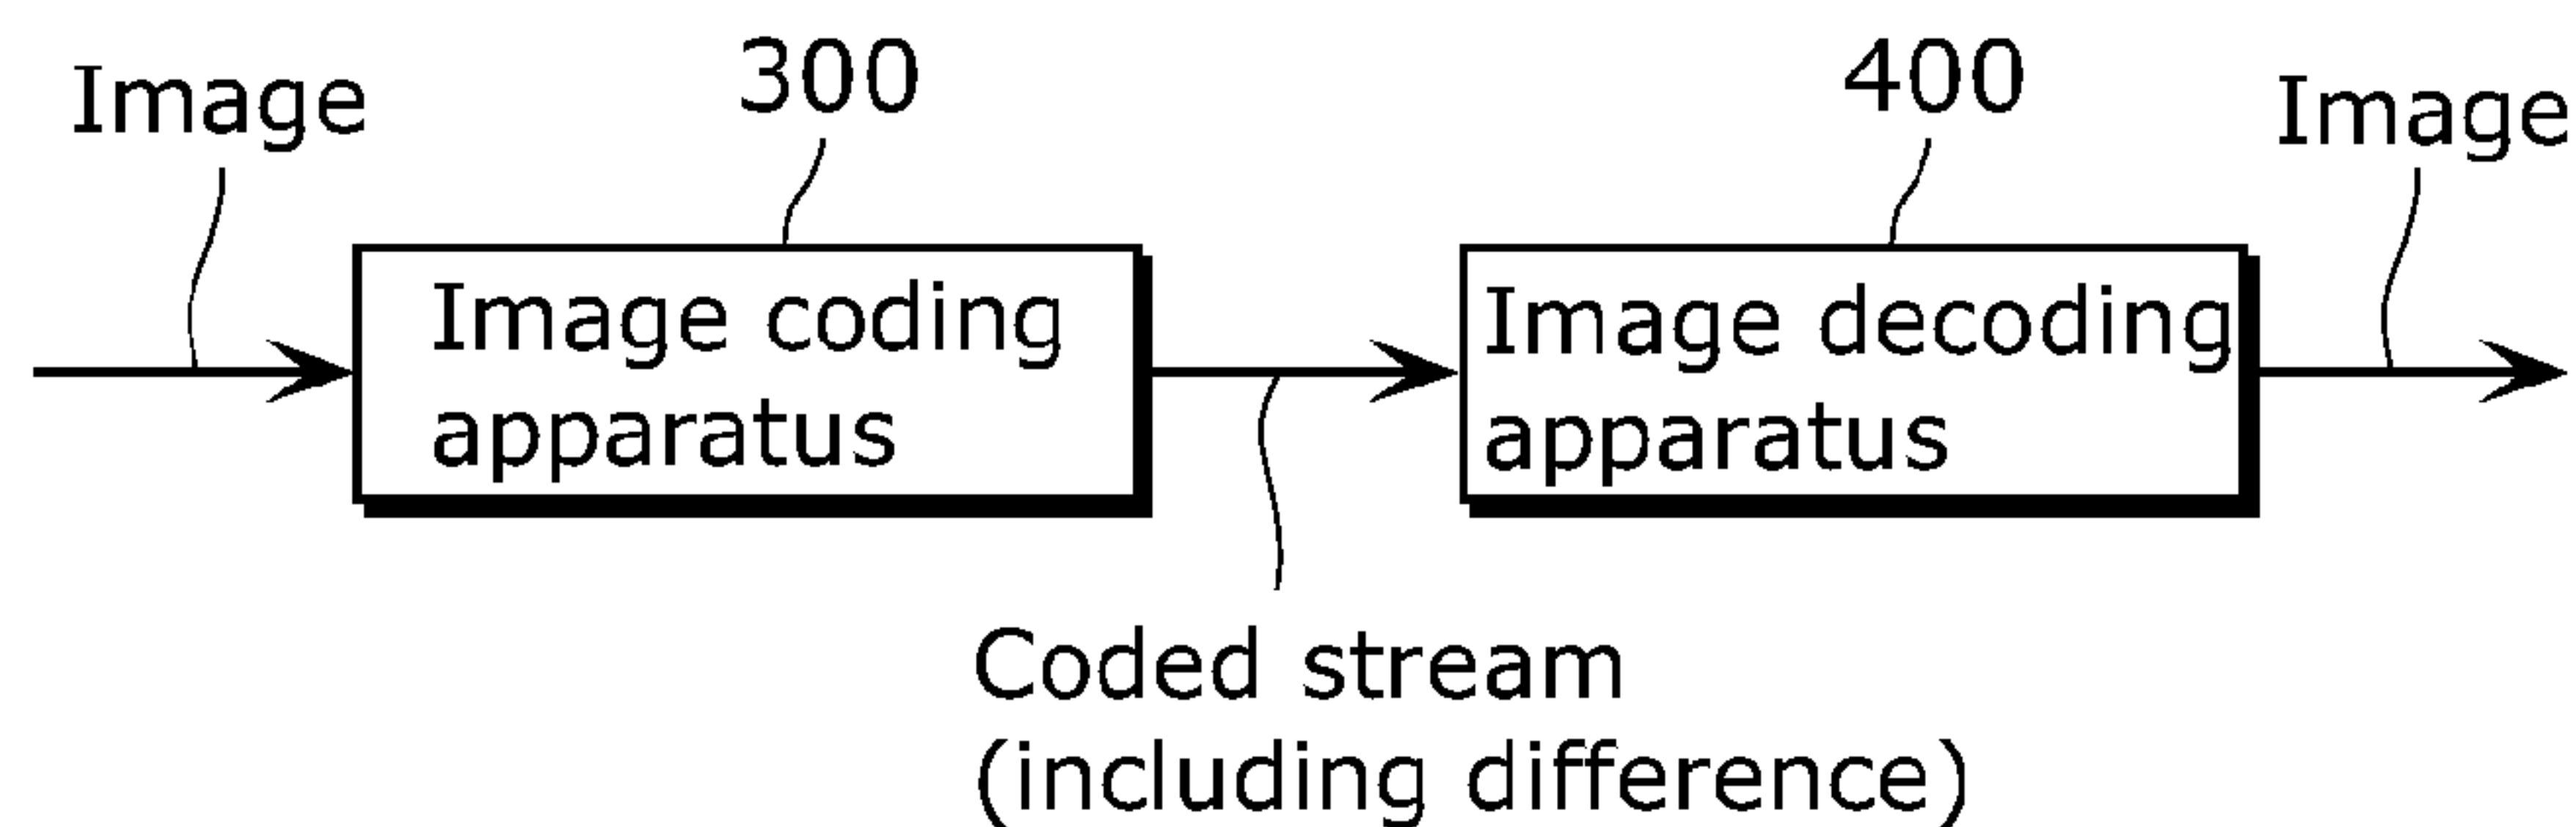 Image
300
400
Image
Image coding
apparatus
Image decoding
apparatus
Coded stream
(including difference)